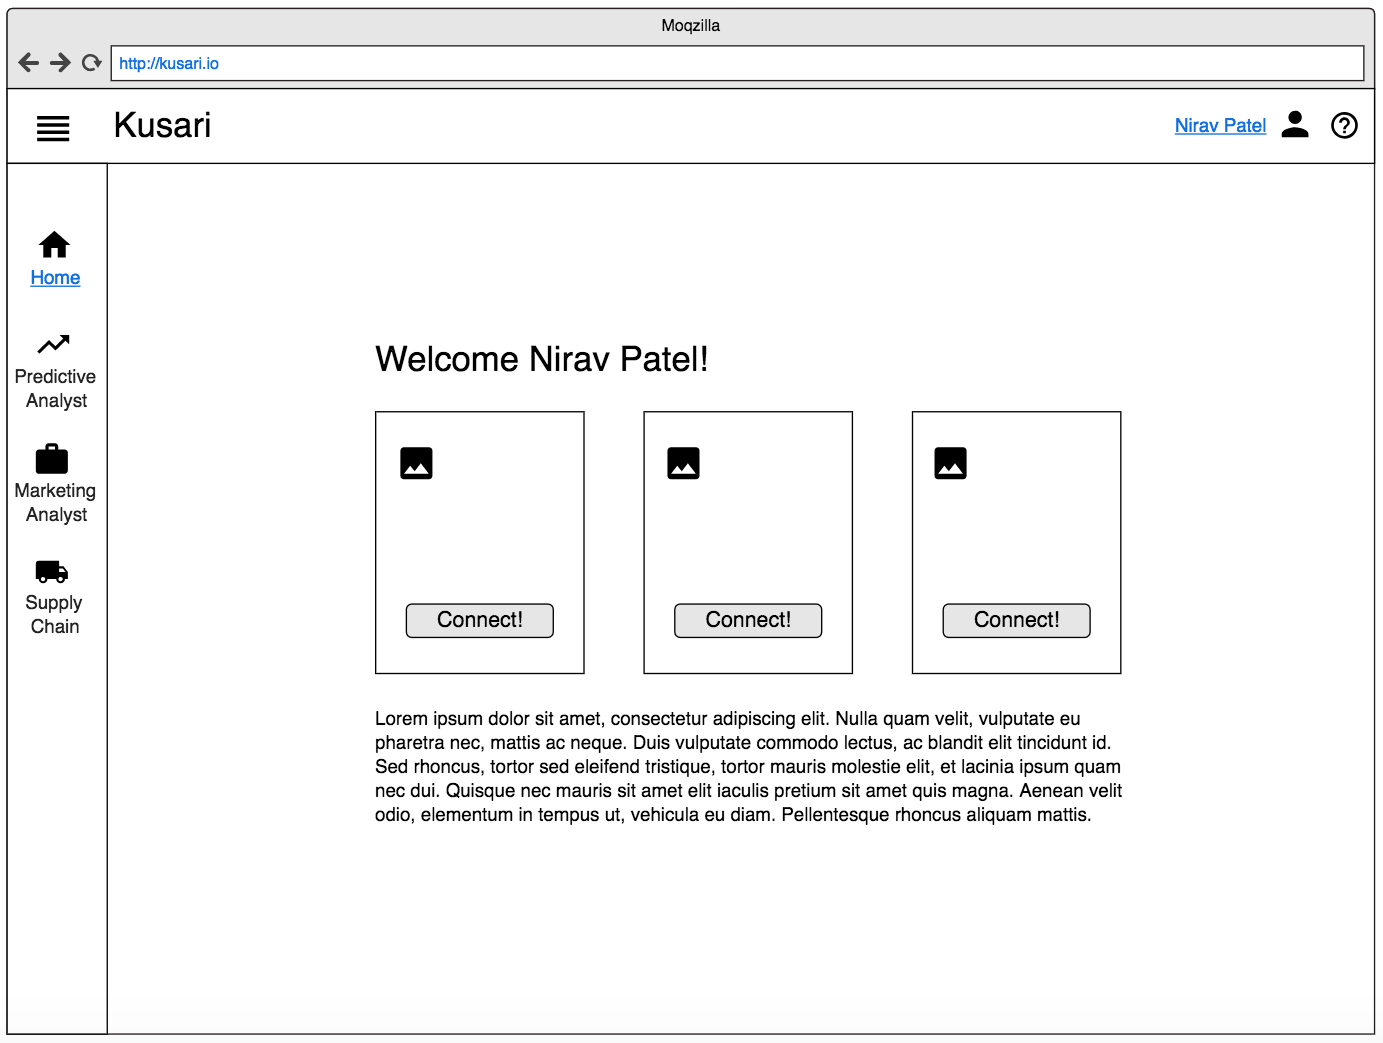 Moqzilla
http://kusari.io
Kusari
Nirav Patel
Home
Predictive
Analyst
Marketing
Analyst
Supply
Chain
Welcome Nirav Patel!
Connect!
Connect!
Connect!
Lorem ipsum dolor sit amet, consectetur adipiscing elit. Nulla quam velit, vulputate eu
pharetra nec, mattis ac neque. Duis vulputate commodo lectus, ac blandit elit tincidunt id.
Sed rhoncus, tortor sed eleifend tristique, tortor mauris molestie elit, et lacinia ipsum quam
nec dui. Quisque nec mauris sit amet elit iaculis pretium sit amet quis magna. Aenean velit
odio, elementum in tempus ut, vehicula eu diam. Pellentesque rhoncus aliquam mattis.